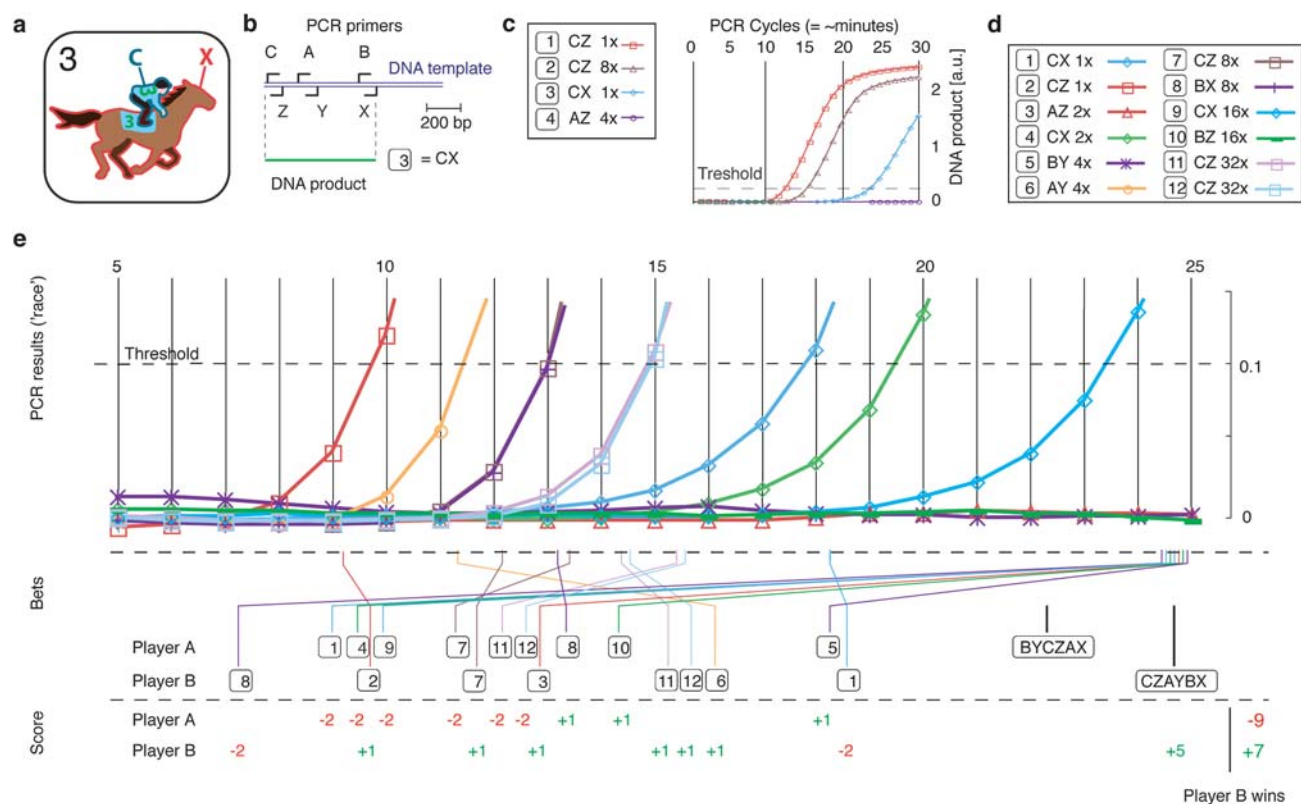 a
3
C
X
3
3
b
PCR primers
C A B
DNA template
Z Y X
200 bp
3 = CX
DNA product
c
1 CZ 1x
2 CZ 8x
3 CX 1x
4 AZ 4x
PCR Cycles (= ~minutes)
0 10 20 30
Treshold
2
1
0
DNA product [a.u.]
d
1 CX 1x
2 CZ 1x
3 AZ 2x
4 CX 2x
5 BY 4x
6 AY 4x
7 CZ 8x
8 BX 8x
9 CX 16x
10 BZ 16x
11 CZ 32x
12 CZ 32x
e
5 10 15 20 25
PCR results ('race')
Threshold
0.1
0
Bets
Player A
1 4 9 7 11 12 8 10 5 BYCZAX
Player B
8 2 7 3 11 12 6 1 CZAYBX
Score
Player A -2 -2 -2 -2 -2 -2 +1 +1 +1 -9
Player B -2 +1 +1 +1 +1 +1 +1 -2 +5 +7
Player B wins